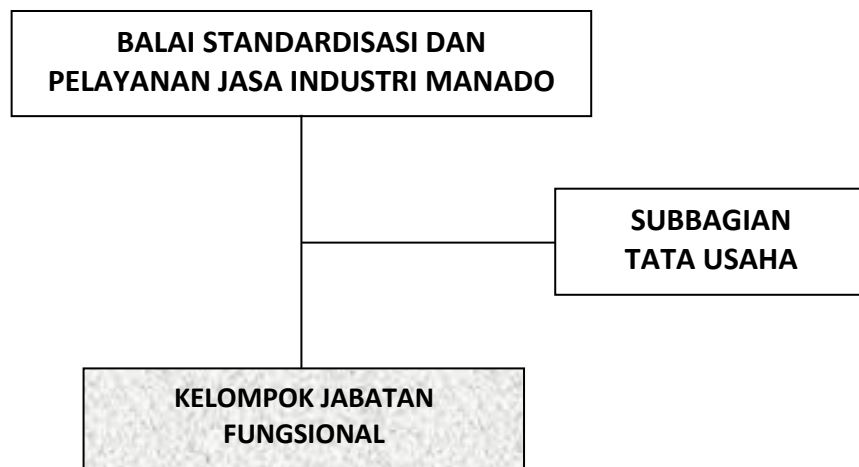 BALAI STANDARDISASI DAN
PELAYANAN JASA INDUSTRI MANADO
SUBBAGIAN
TATA USAHA
KELOMPOK JABATAN
FUNGSIONAL